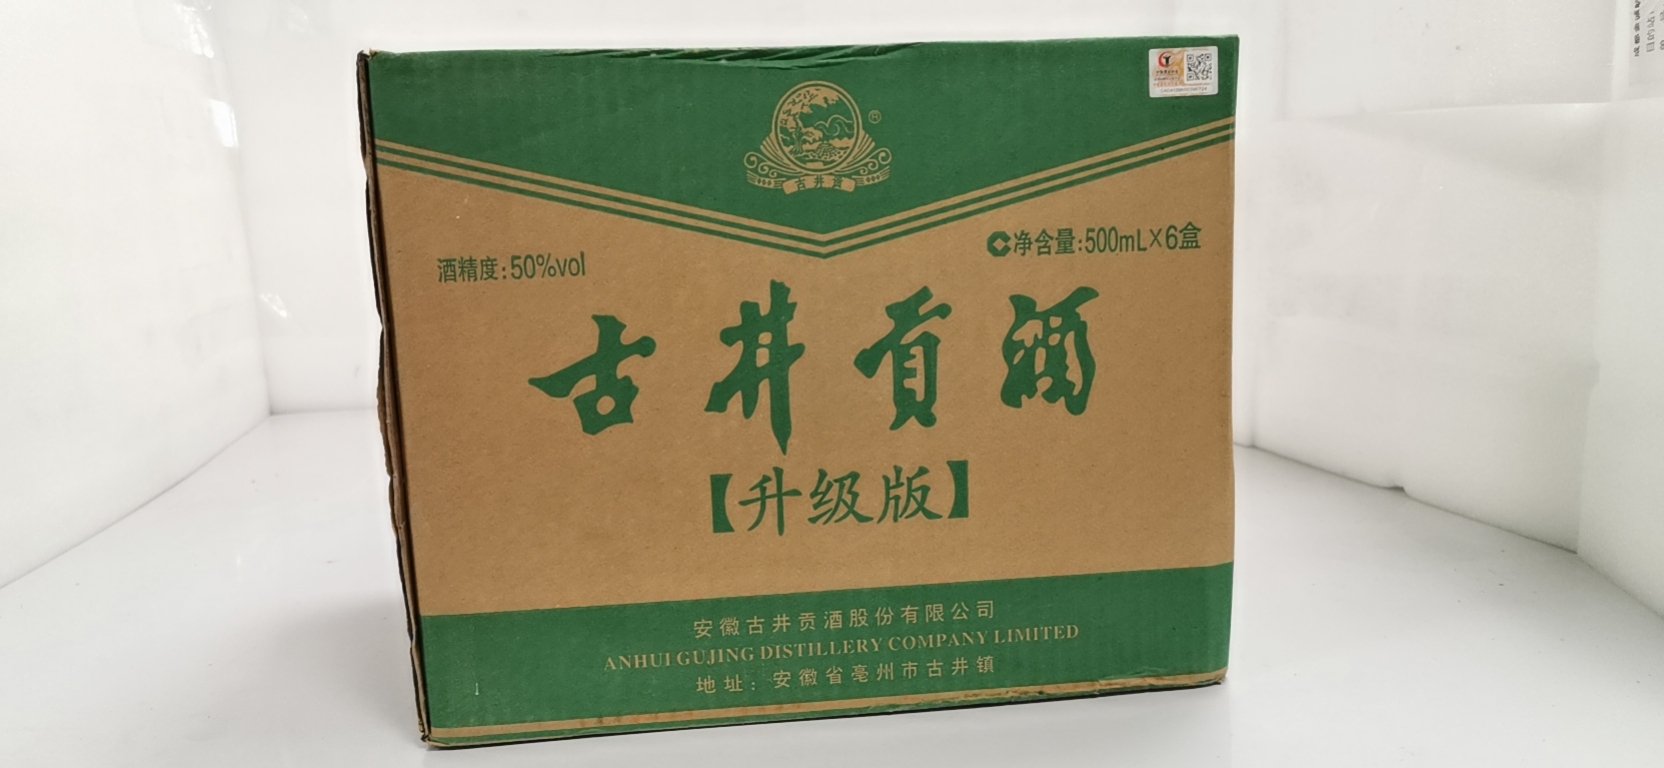 古井贡
®
酒精度:50%vol
净含量:500mL×6盒
古井贡酒
【升级版】
安徽古井贡酒股份有限公司
ANHUI GUJING DISTILLERY COMPANY LIMITED
地址：安徽省亳州市古井镇